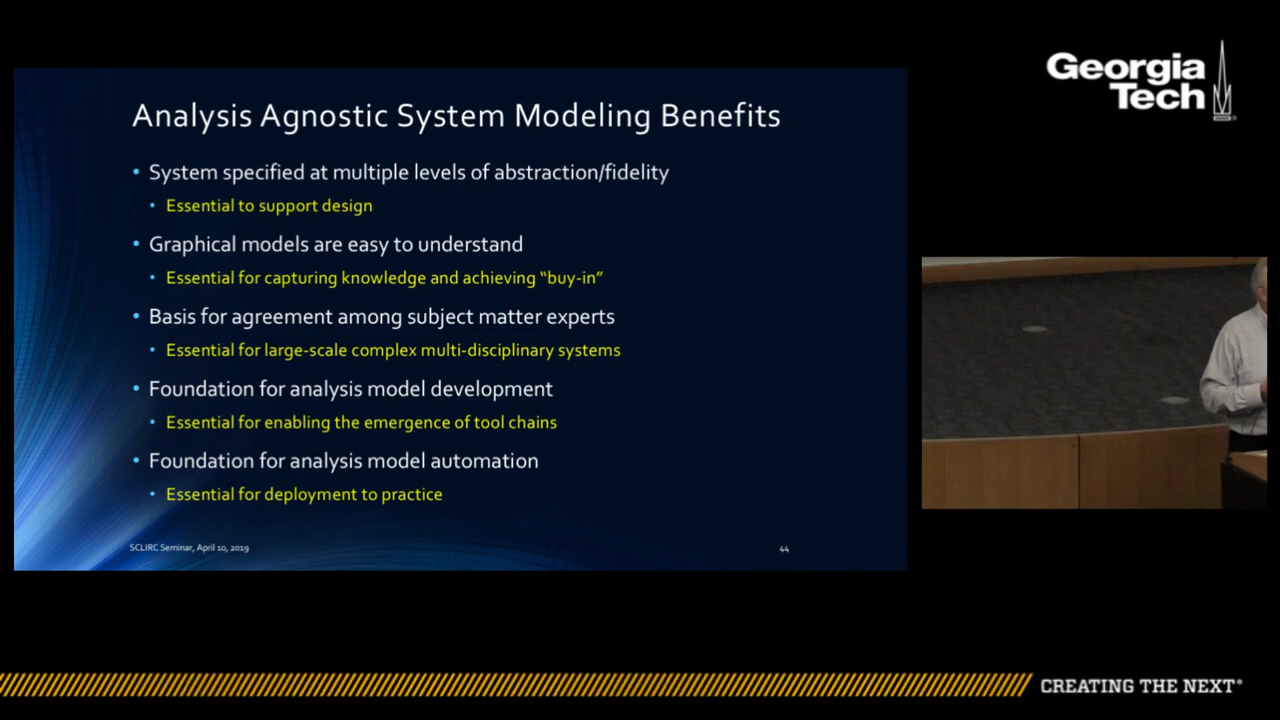 Georgia
Tech
Analysis Agnostic System Modeling Benefits
• System specified at multiple levels of abstraction/fidelity
• Essential to support design
• Graphical models are easy to understand
• Essential for capturing knowledge and achieving “buy-in”
• Basis for agreement among subject matter experts
• Essential for large-scale complex multi-disciplinary systems
• Foundation for analysis model development
• Essential for enabling the emergence of tool chains
• Foundation for analysis model automation
• Essential for deployment to practice
SCLIRC Seminar, April 10, 2019
44
CREATING THE NEXT®